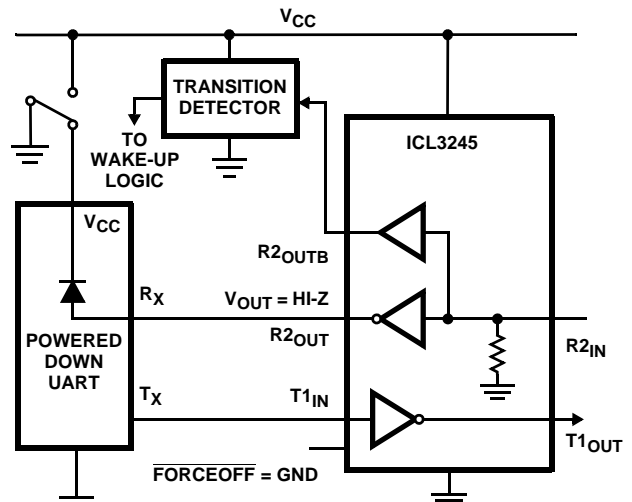 VCC
TRANSITION
DETECTOR
TO
WAKE-UP
LOGIC
ICL3245
VCC
R2OUTB
RX
VOUT = HI-Z
R2OUT
R2IN
POWERED
DOWN
UART
TX
T1IN
T1OUT
F̅O̅R̅C̅E̅O̅F̅F̅ = GND